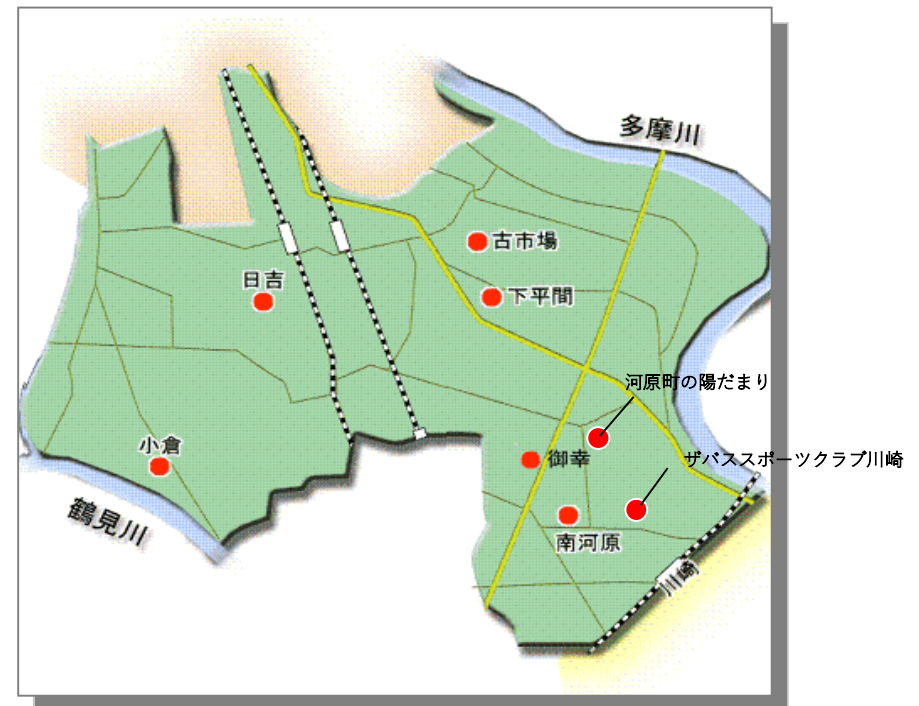 多摩川
古市場
日吉
下平間
河原町の陽だまり
小倉
御幸
ザバススポーツクラブ川崎
鶴見川
南河原
川崎